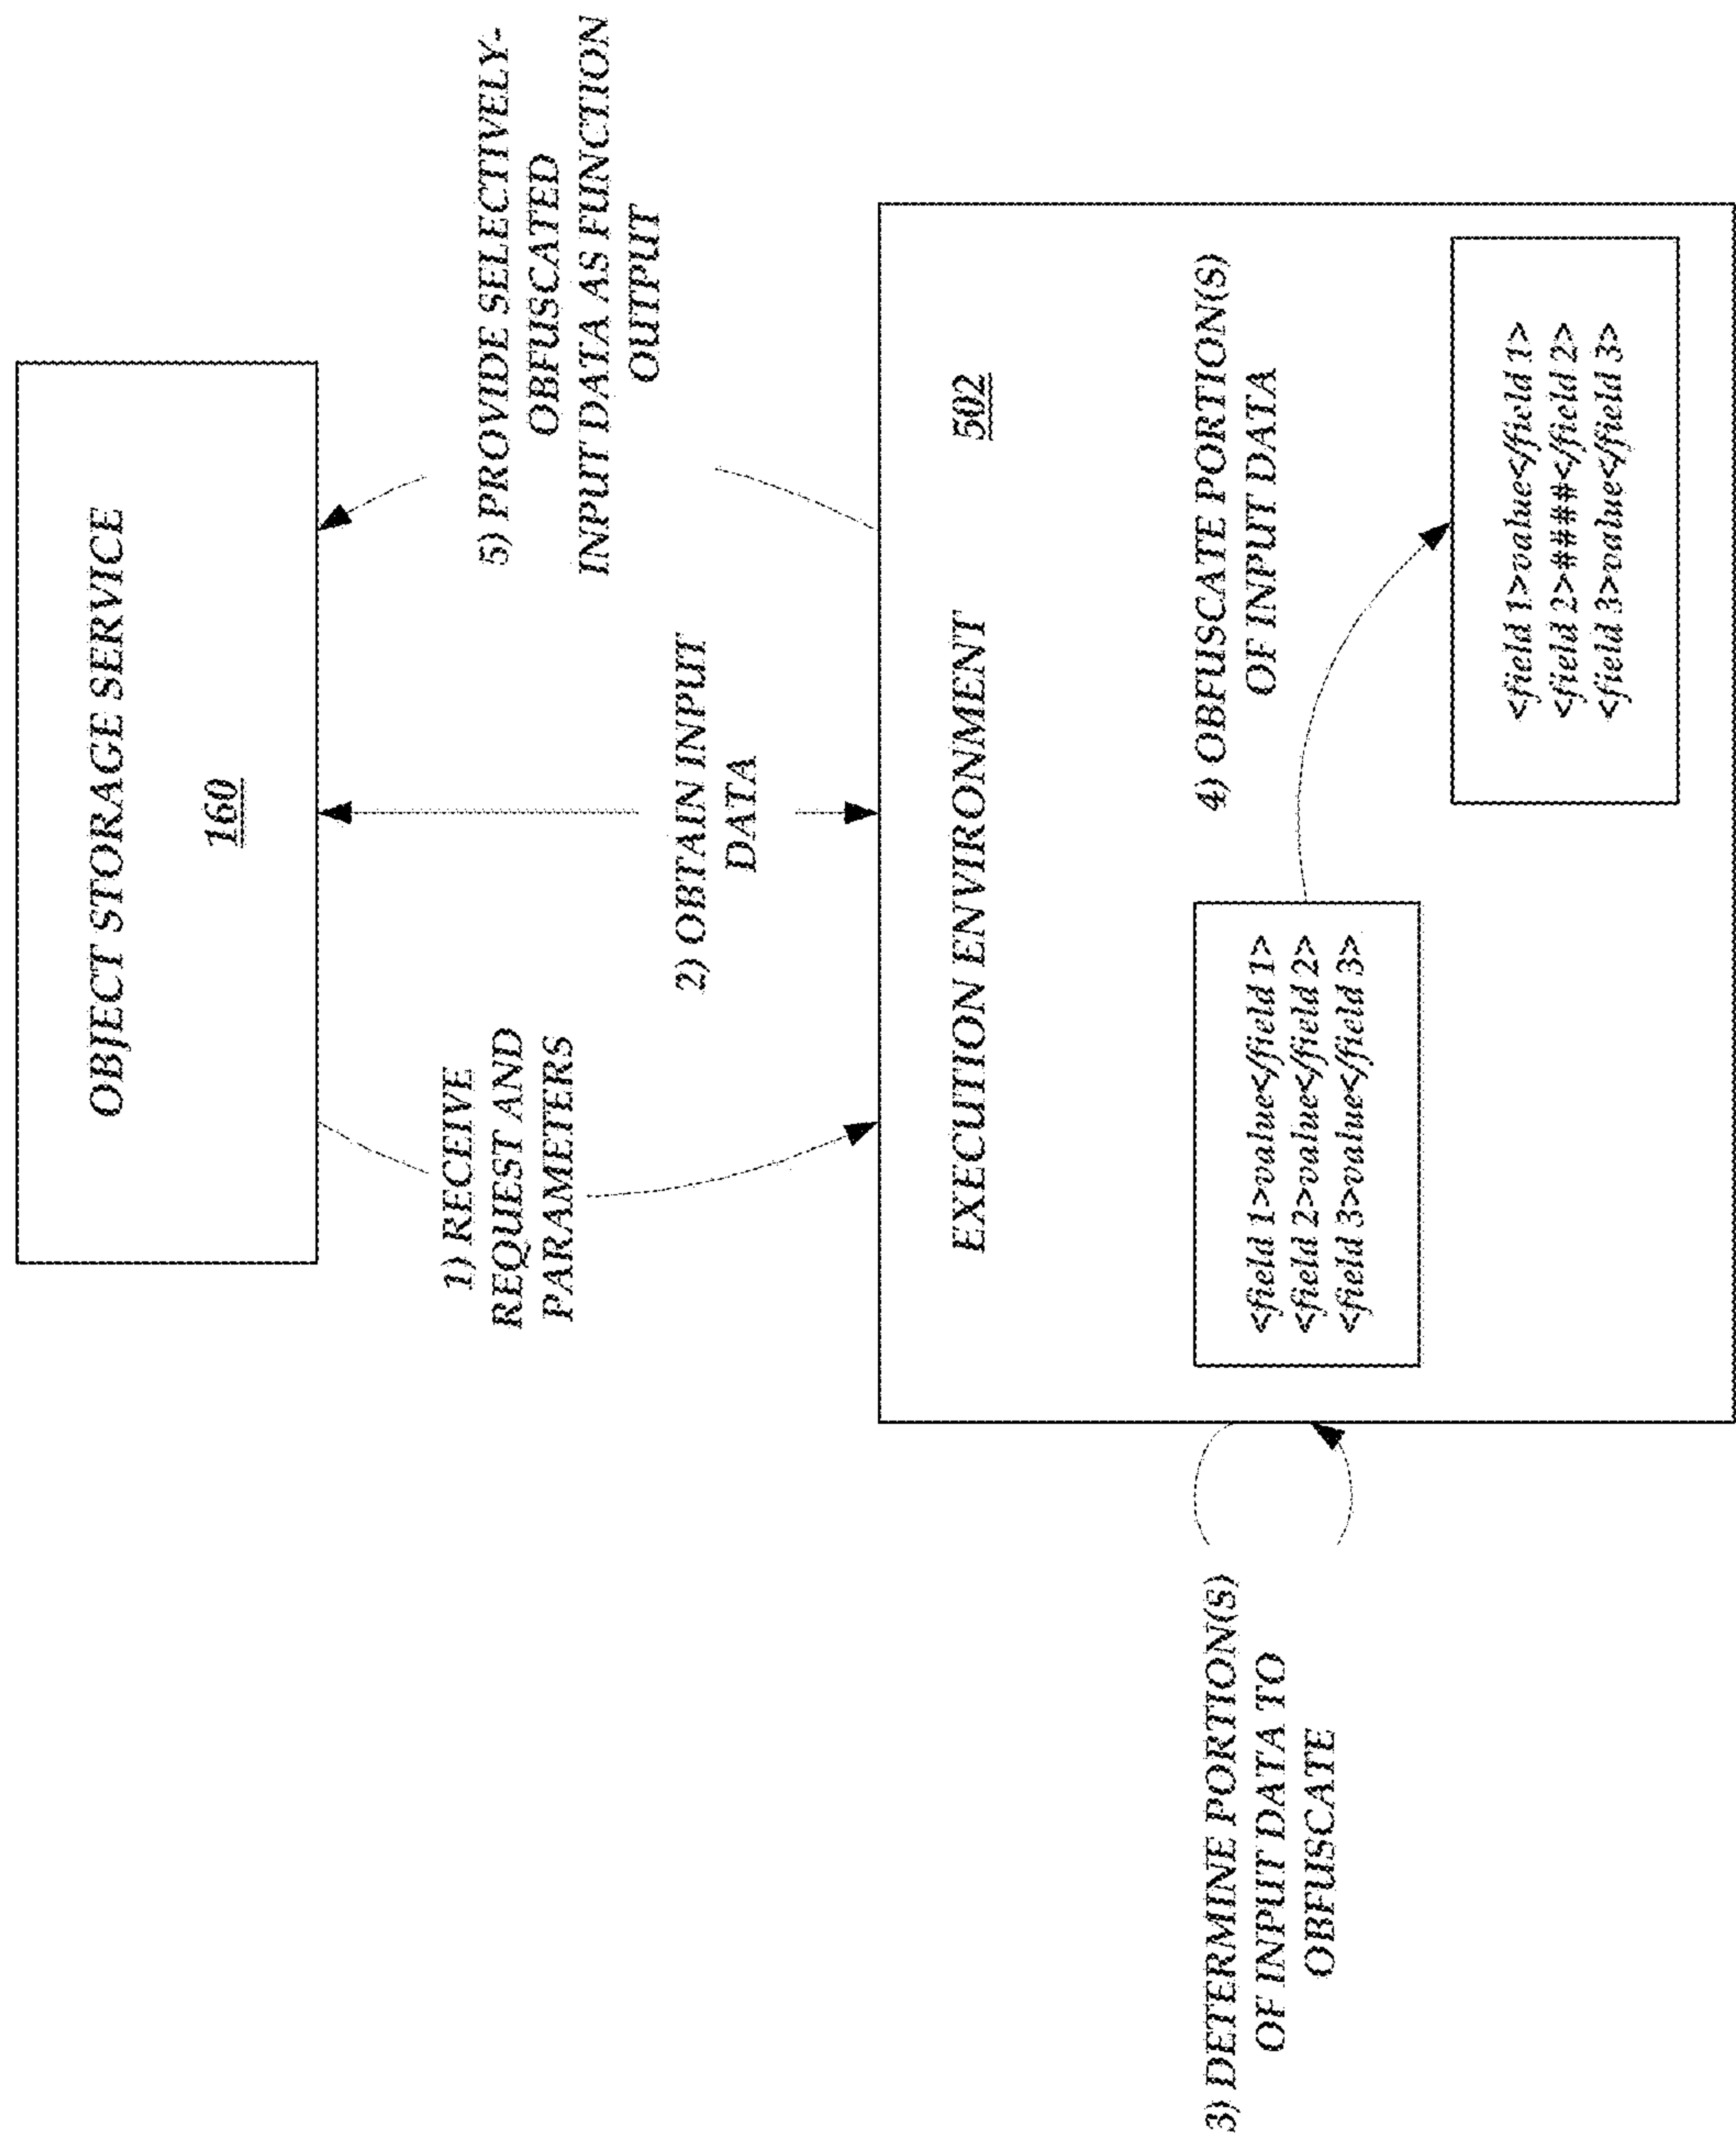 OBJECT STORAGE SERVICE
160
1) RECEIVE
REQUEST AND
PARAMETERS
2) OBTAIN INPUT
DATA
5) PROVIDE SELECTIVELY-
OBFUSCATED
INPUT DATA AS FUNCTION
OUTPUT
EXECUTION ENVIRONMENT
502
3) DETERMINE PORTION(S)
OF INPUT DATA TO
OBFUSCATE
<field 1>value</field 1>
<field 2>value</field 2>
<field 3>value</field 3>
4) OBFUSCATE PORTION(S)
OF INPUT DATA
<field 1>value</field 1>
<field 2>####</field 2>
<field 3>value</field 3>